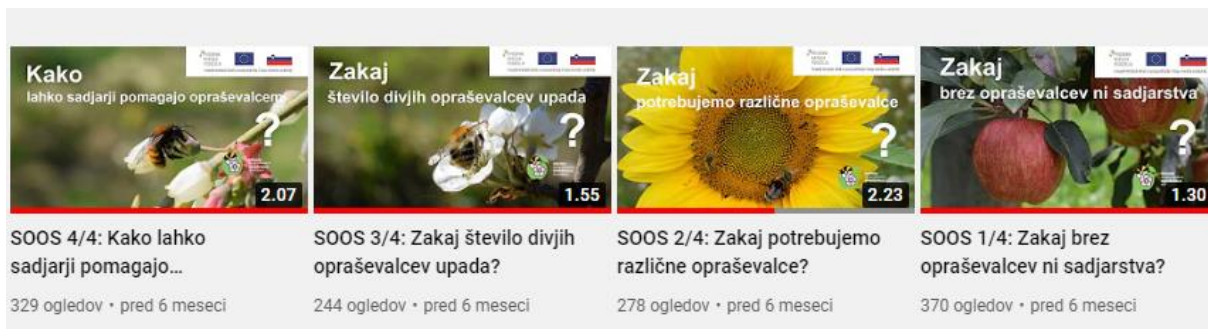 Kako
lahko sadjarji pomagajo opraševalcem
?
2.07
Zakaj
število divjih opraševalcev upada
?
1.55
Zakaj
potrebujemo različne opraševalce
?
2.23
Zakaj
brez opraševalcev ni sadjarstva
?
1.30
SOOS 4/4: Kako lahko
sadjarji pomagajo...
329 ogledov • pred 6 meseci
SOOS 3/4: Zakaj število divjih
opraševalcev upada?
244 ogledov • pred 6 meseci
SOOS 2/4: Zakaj potrebujemo
različne opraševalce?
278 ogledov • pred 6 meseci
SOOS 1/4: Zakaj brez
opraševalcev ni sadjarstva?
370 ogledov • pred 6 meseci